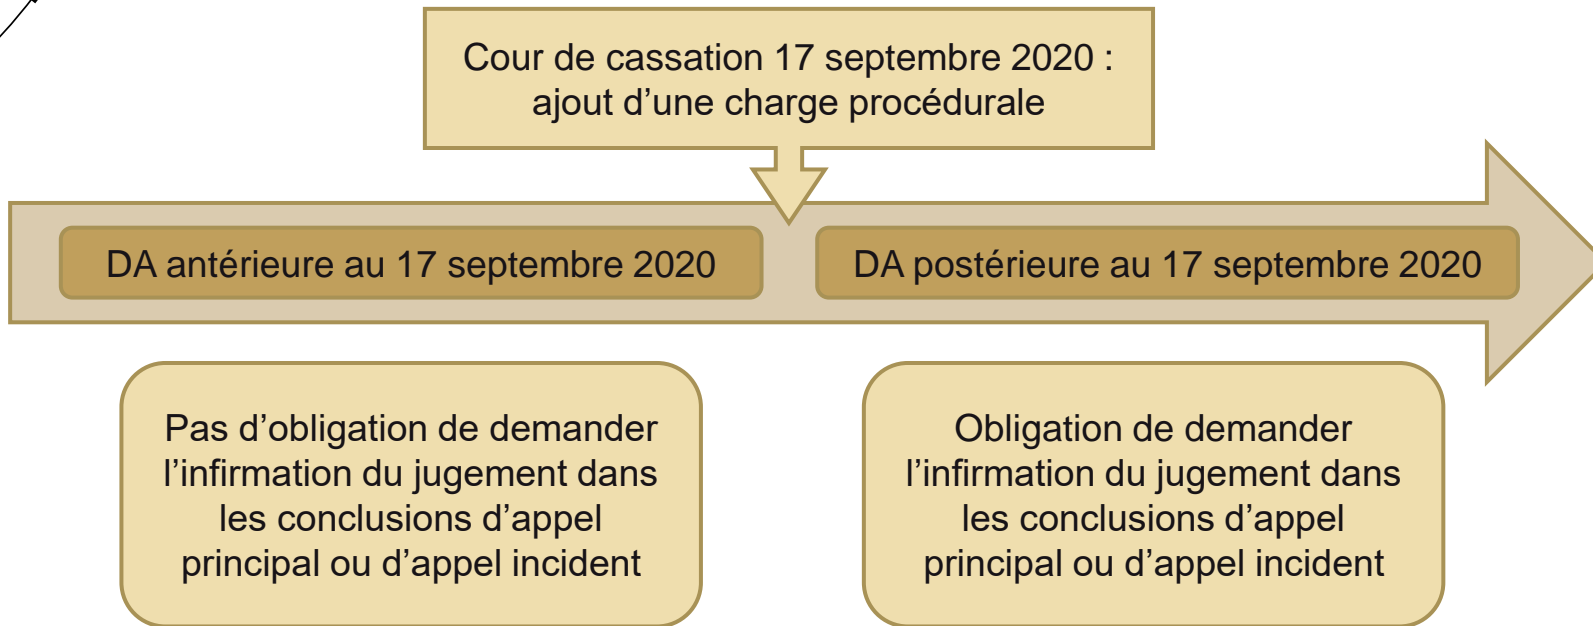 Cour de cassation 17 septembre 2020 :
ajout d’une charge procédurale
DA antérieure au 17 septembre 2020
DA postérieure au 17 septembre 2020
Pas d’obligation de demander
l’infirmation du jugement dans
les conclusions d’appel
principal ou d’appel incident
Obligation de demander
l’infirmation du jugement dans
les conclusions d’appel
principal ou d’appel incident